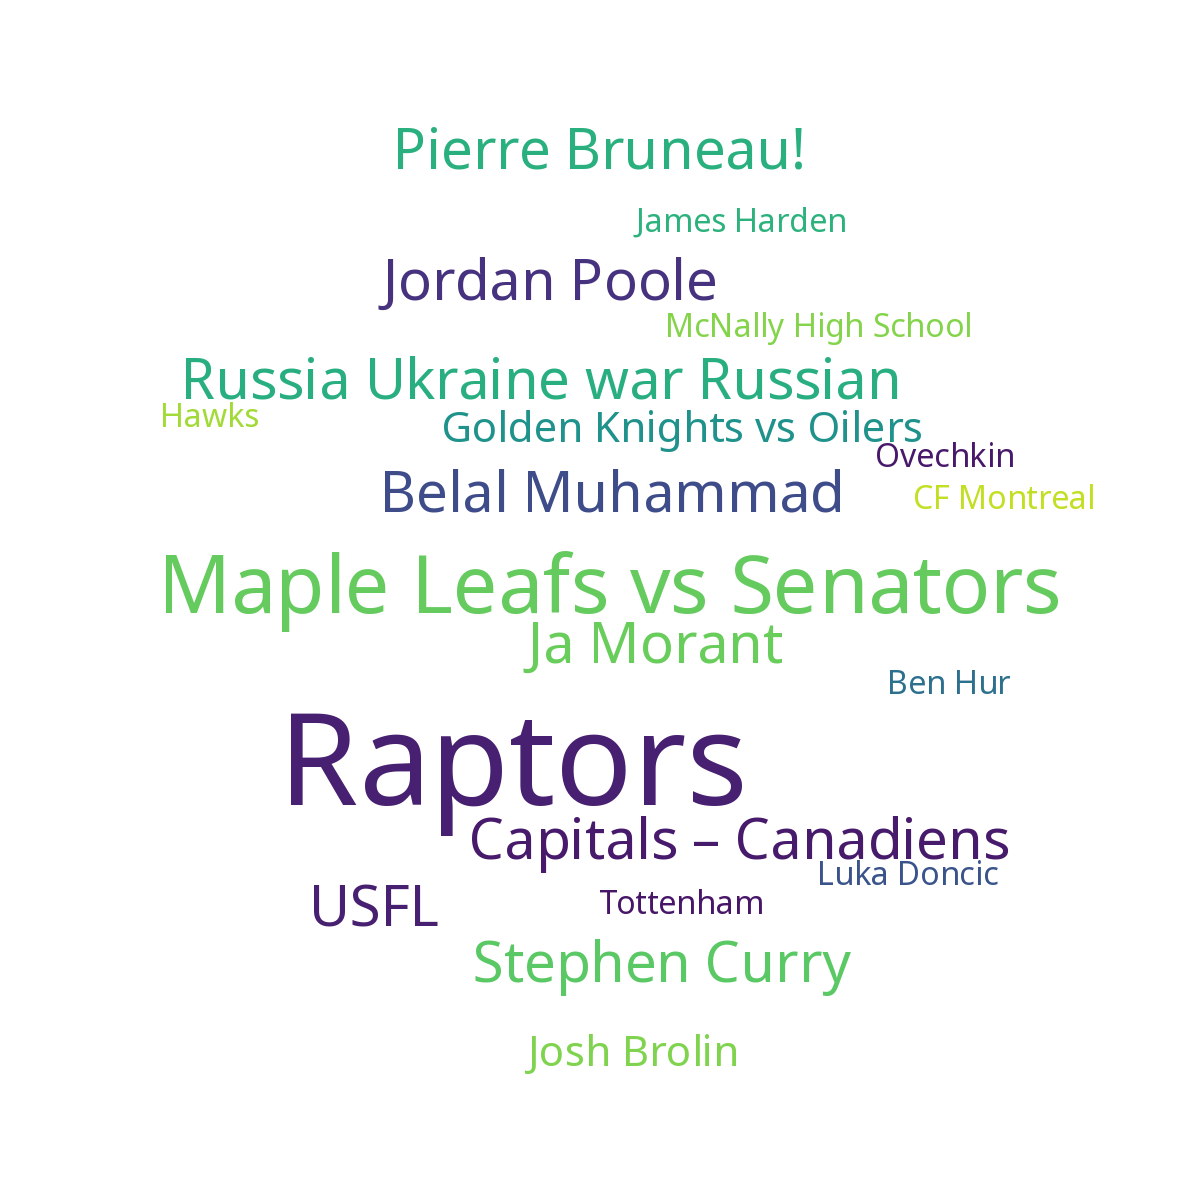 Pierre Bruneau!
James Harden
Jordan Poole
McNally High School
Russia Ukraine war Russian
Hawks
Golden Knights vs Oilers
Ovechkin
Belal Muhammad
CF Montreal
Maple Leafs vs Senators
Ja Morant
Ben Hur
Raptors
Capitals – Canadiens
Luka Doncic
USFL
Tottenham
Stephen Curry
Josh Brolin